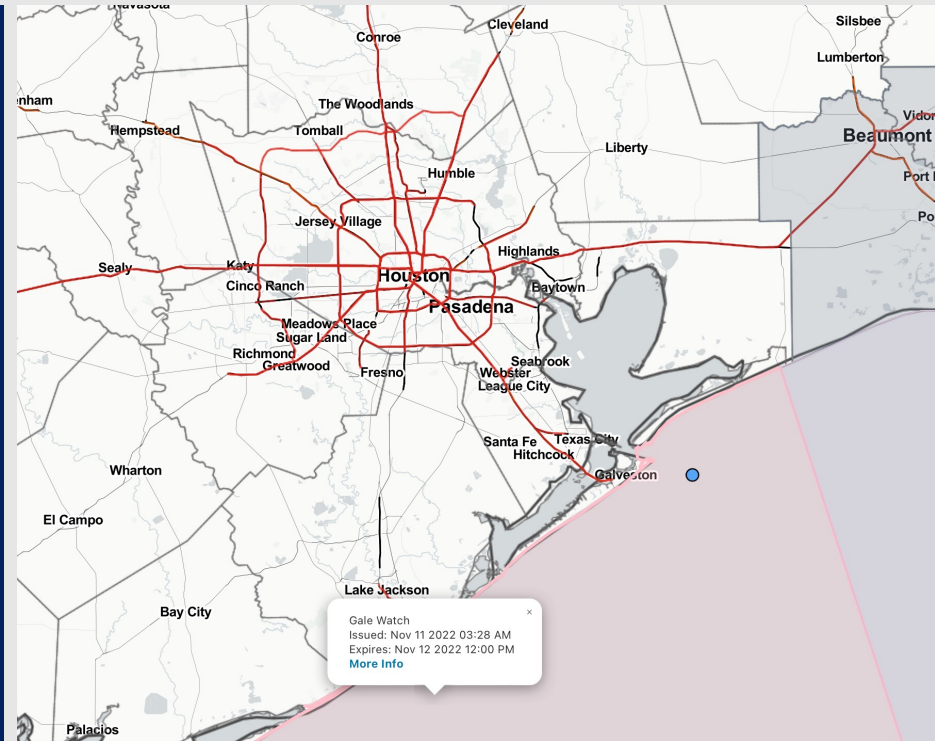 Navasota
Cleveland
Silsbee
Conroe
Lumberton
enham
The Woodlands
Vidor
Hempstead
Tomball
Beaumont
Liberty
Humble
Port
Po
Jersey Village
Highlands
Sealy
Katy
Houston
Cinco Ranch
Baytown
Pasadena
Meadows Place
Sugar Land
Richmond
Seabrook
Greatwood
Fresno
Webster
League City
Santa Fe
Texas City
Hitchcock
Wharton
Galveston
El Campo
Lake Jackson
Bay City
×
Gale Watch
Issued: Nov 11 2022 03:28 AM
Expires: Nov 12 2022 12:00 PM
More Info
Palacios